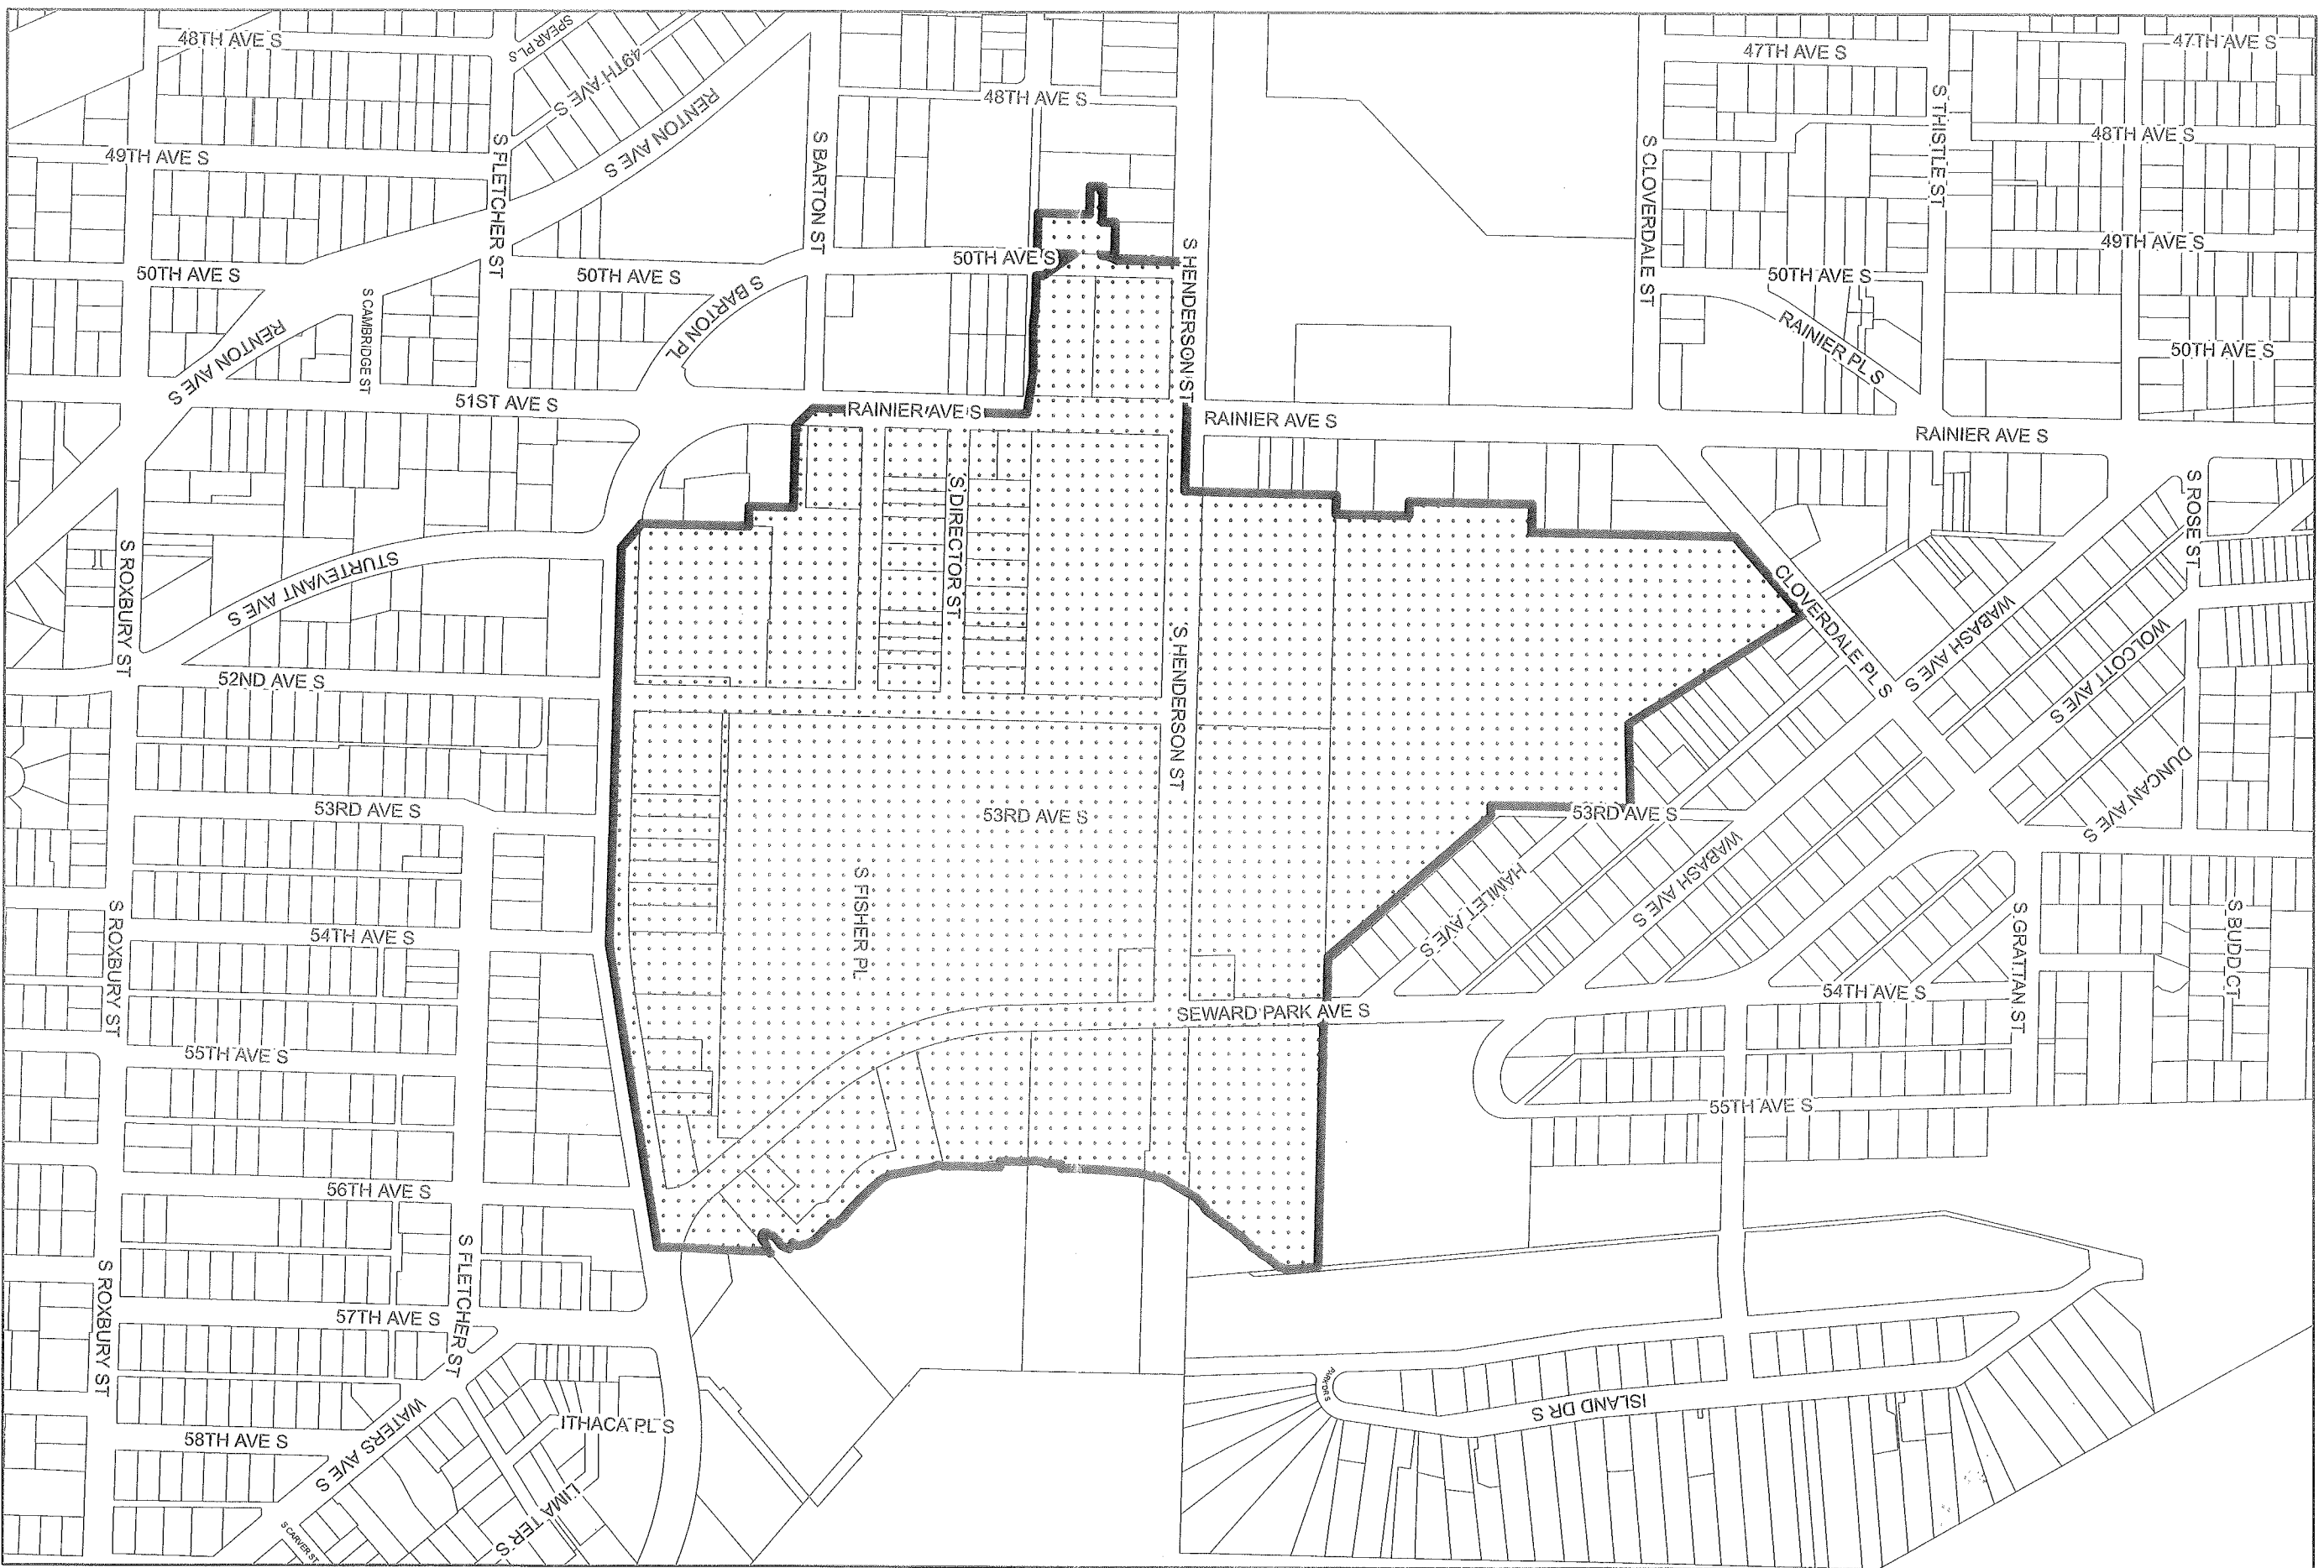 48TH AVE S
SPEAR PL S
49TH AVE S
RENTON AVE S
48TH AVE S
47TH AVE S
47TH AVE S
S THISTLE ST
48TH AVE S
49TH AVE S
S FLETCHER ST
S BARTON ST
S CLOVERDALE ST
50TH AVE S
50TH AVE S
50TH AVE S
S HENDERSON ST
50TH AVE S
49TH AVE S
S CAMBRIDGE ST
RENTON AVE S
S BARTON PL
RAINIER PL S
50TH AVE S
51ST AVE S
RAINIER AVE S
RAINIER AVE S
RAINIER AVE S
S ROXBURY ST
STURTEVANT AVE S
S DIRECTOR ST
S ROSE ST
CLOVERDALE PL S
WABASH AVE S
WOLCOTT AVE S
52ND AVE S
S HENDERSON ST
DUNCAN AVE S
53RD AVE S
53RD AVE S
53RD AVE S
S FISHER PL
HAMLET AVE S
WABASH AVE S
S ROXBURY ST
54TH AVE S
S GRATTAN ST
S BUDD CT
SEWARD PARK AVE S
54TH AVE S
55TH AVE S
55TH AVE S
56TH AVE S
S ROXBURY ST
S FLETCHER ST
57TH AVE S
PARK DR S
ISLAND DR S
58TH AVE S
WATERS AVE S
ITHACA PL S
LIMA TER S
S CARVER ST